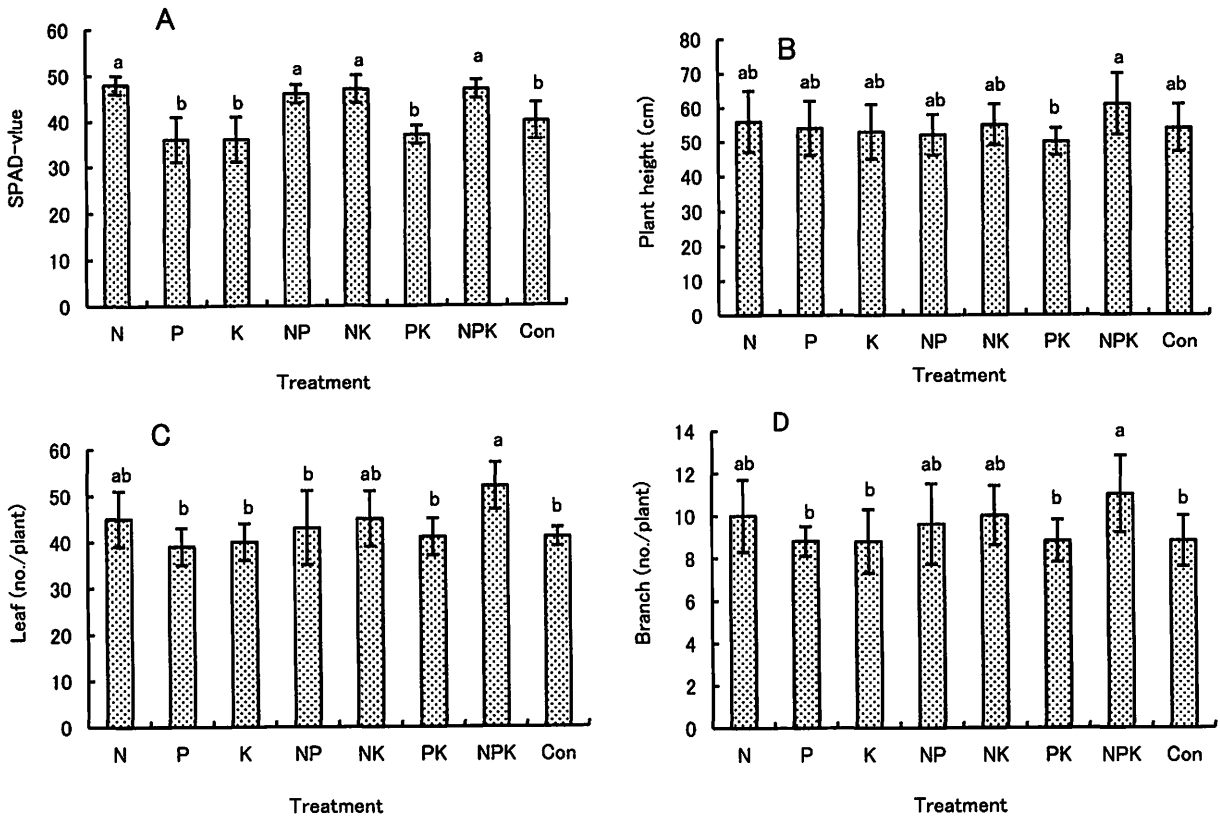 A
SPAD-vlue
60
50
40
30
20
10
0
a
b
b
a
a
b
a
b
N P K NP NK PK NPK Con
Treatment
B
Plant height (cm)
80
70
60
50
40
30
20
10
0
ab
ab
ab
ab
ab
b
a
ab
N P K NP NK PK NPK Con
Treatment
C
Leaf (no./plant)
60
50
40
30
20
10
0
ab
b
b
b
ab
b
a
b
N P K NP NK PK NPK Con
Treatment
D
Branch (no./plant)
14
12
10
8
6
4
2
0
ab
b
b
ab
ab
b
a
b
N P K NP NK PK NPK Con
Treatment